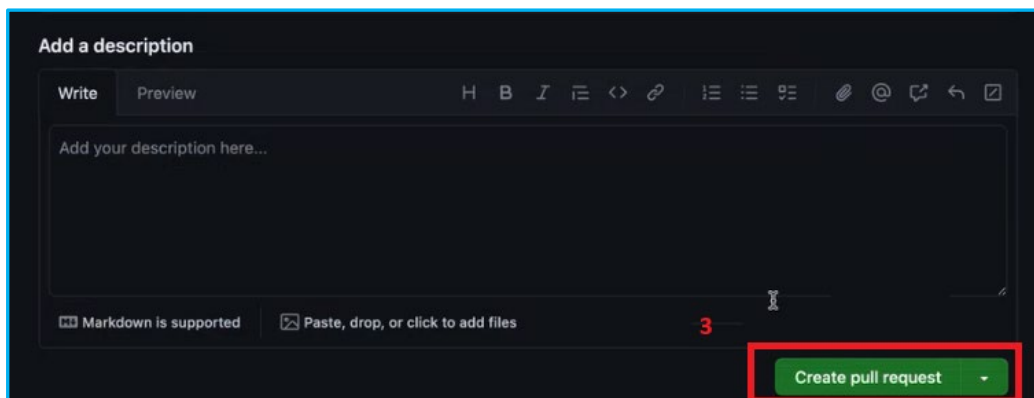 Add a description
Write Preview
Add your description here...
Markdown is supported Paste, drop, or click to add files
3
Create pull request